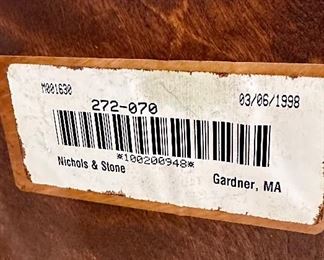 M001630 03/06/1998
272-070
*100200948*
Nichols & Stone Gardner, MA